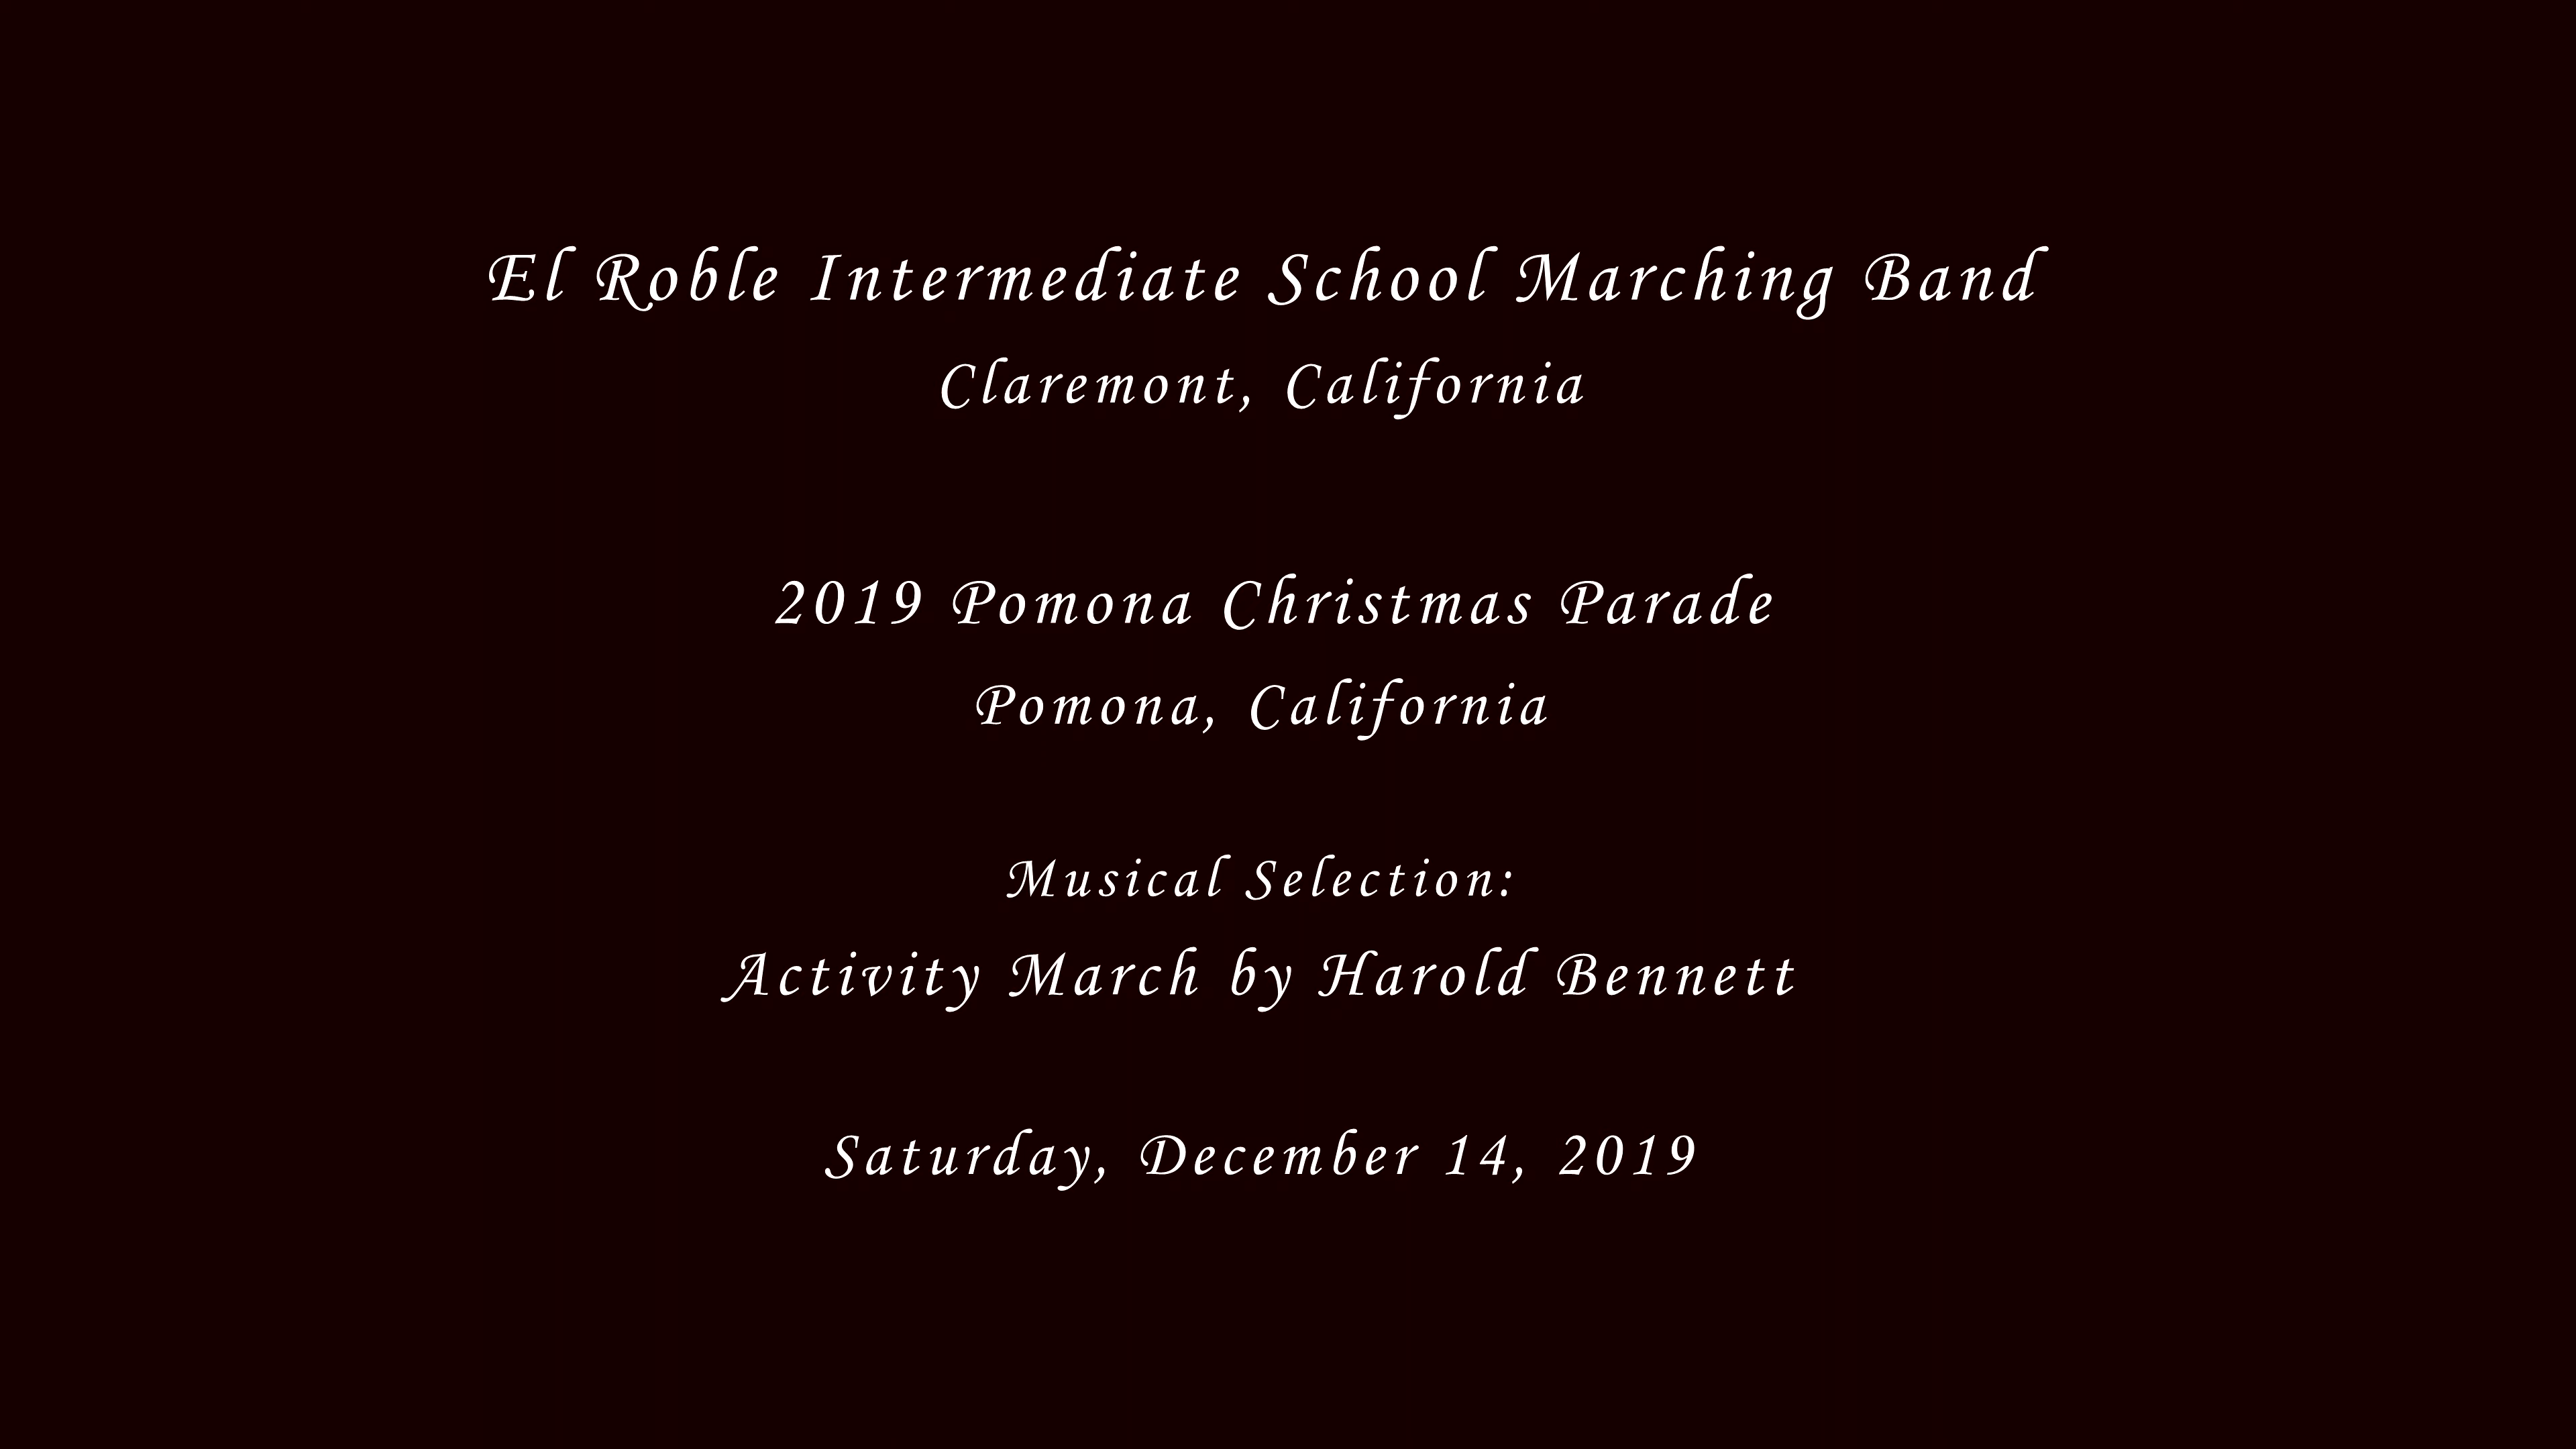 El Roble Intermediate School Marching Band
Claremont, California
2019 Pomona Christmas Parade
Pomona, California
Musical Selection:
Activity March by Harold Bennett
Saturday, December 14, 2019